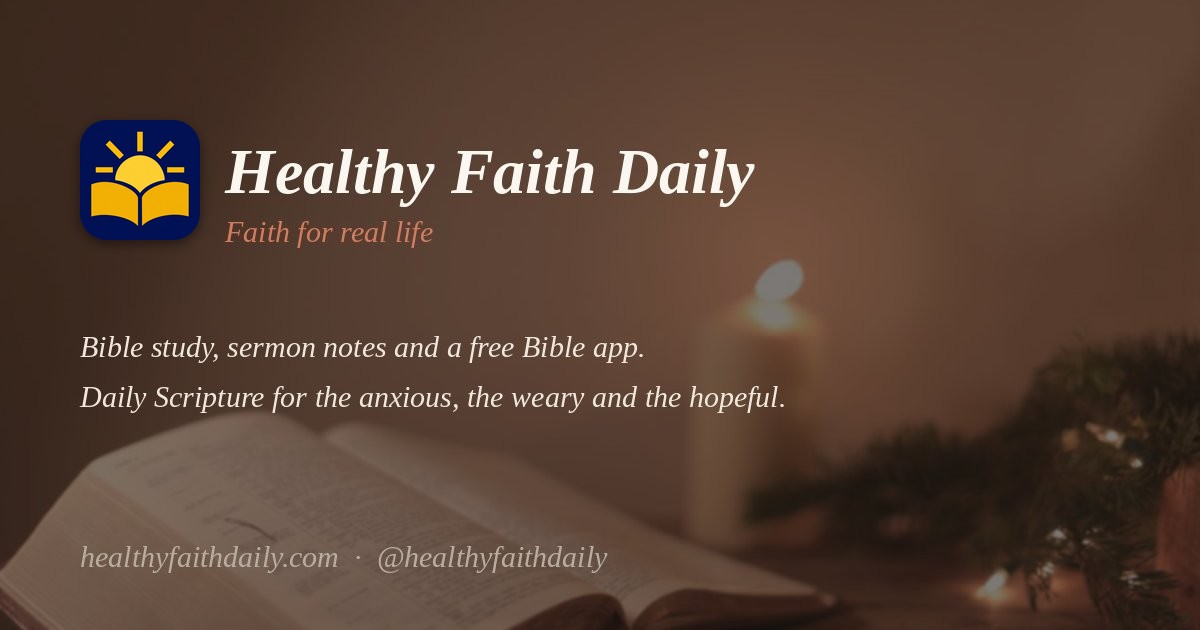 Healthy Faith Daily
Faith for real life
Bible study, sermon notes and a free Bible app.
Daily Scripture for the anxious, the weary and the hopeful.
healthyfaithdaily.com · @healthyfaithdaily